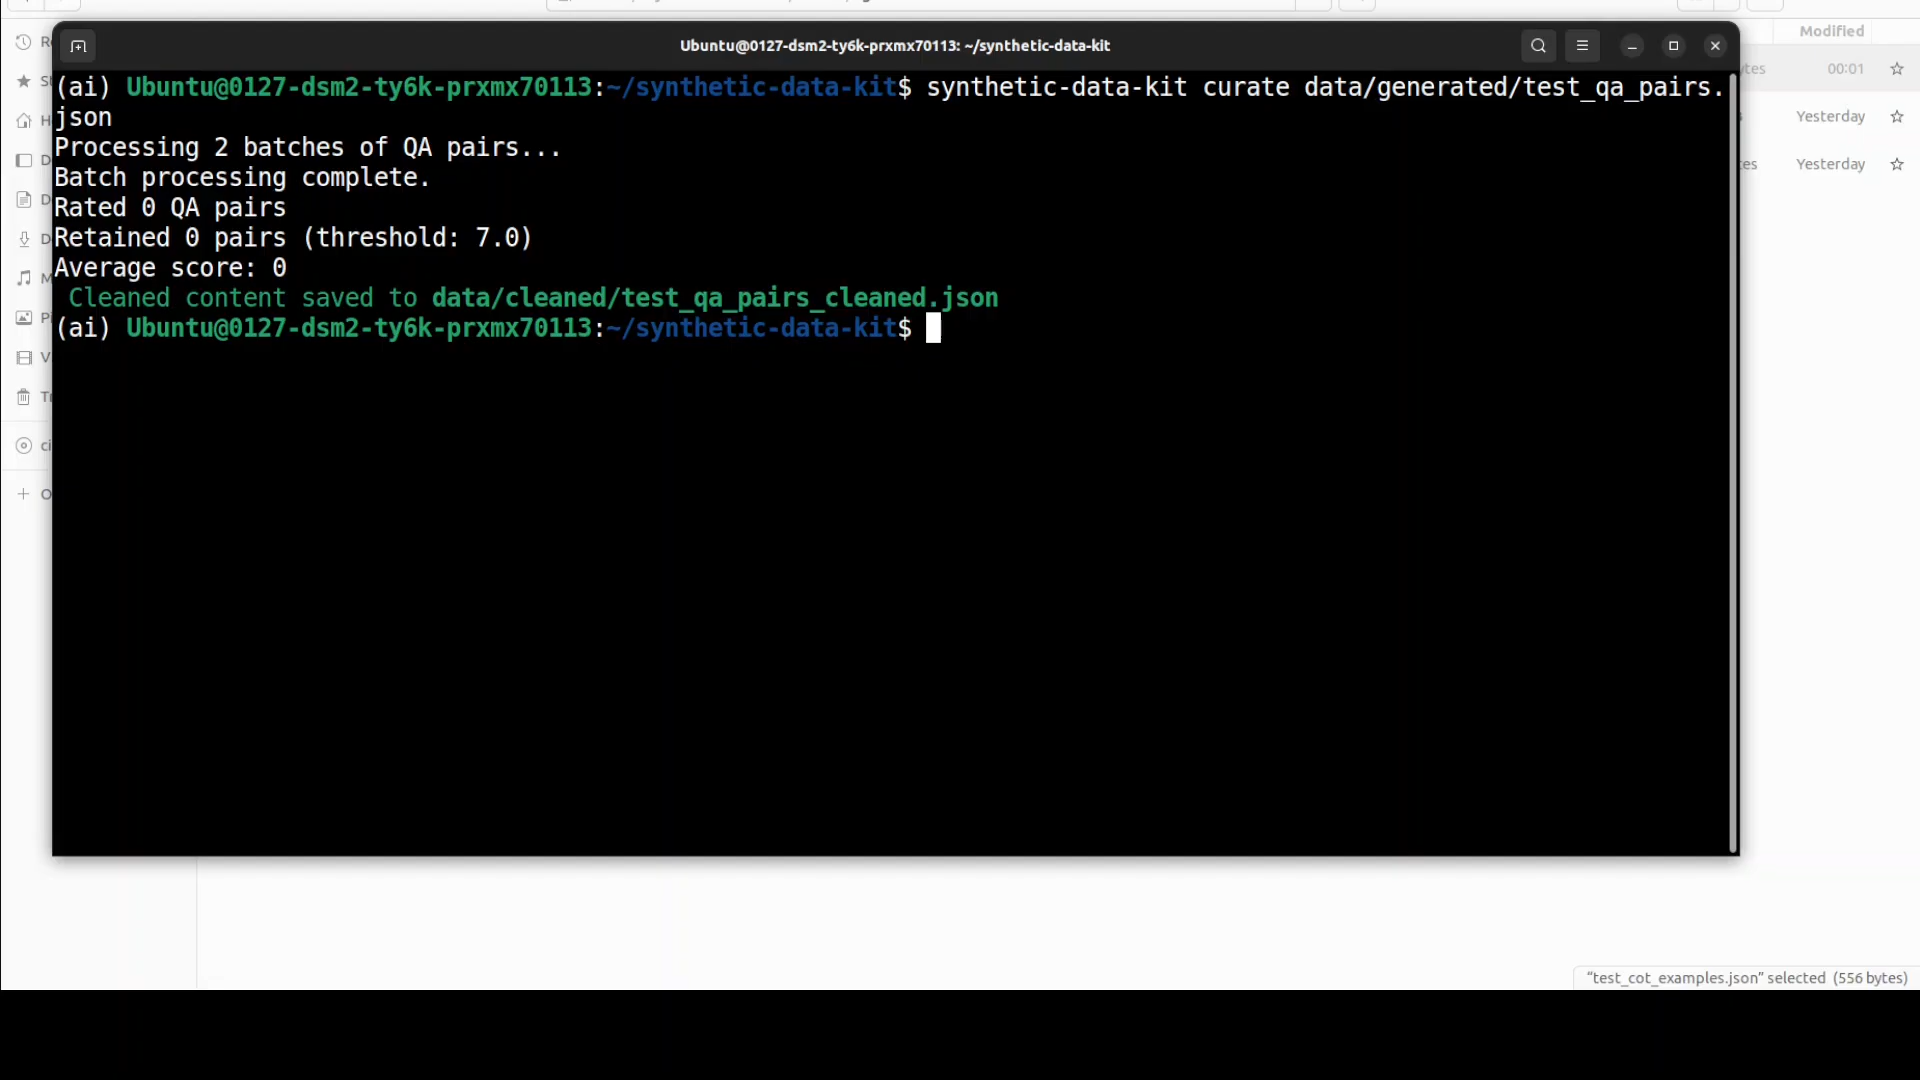 Ubuntu@0127-dsm2-ty6k-prxmx70113: ~/synthetic-data-kit
Modified
(ai) Ubuntu@0127-dsm2-ty6k-prxmx70113:~/synthetic-data-kit$ synthetic-data-kit curate data/generated/test_qa_pairs.
json
Processing 2 batches of QA pairs...
Batch processing complete.
Rated 0 QA pairs
Retained 0 pairs (threshold: 7.0)
Average score: 0
Cleaned content saved to data/cleaned/test_qa_pairs_cleaned.json
(ai) Ubuntu@0127-dsm2-ty6k-prxmx70113:~/synthetic-data-kit$
00:01
Yesterday
Yesterday
“test_cot_examples.json” selected (556 bytes)